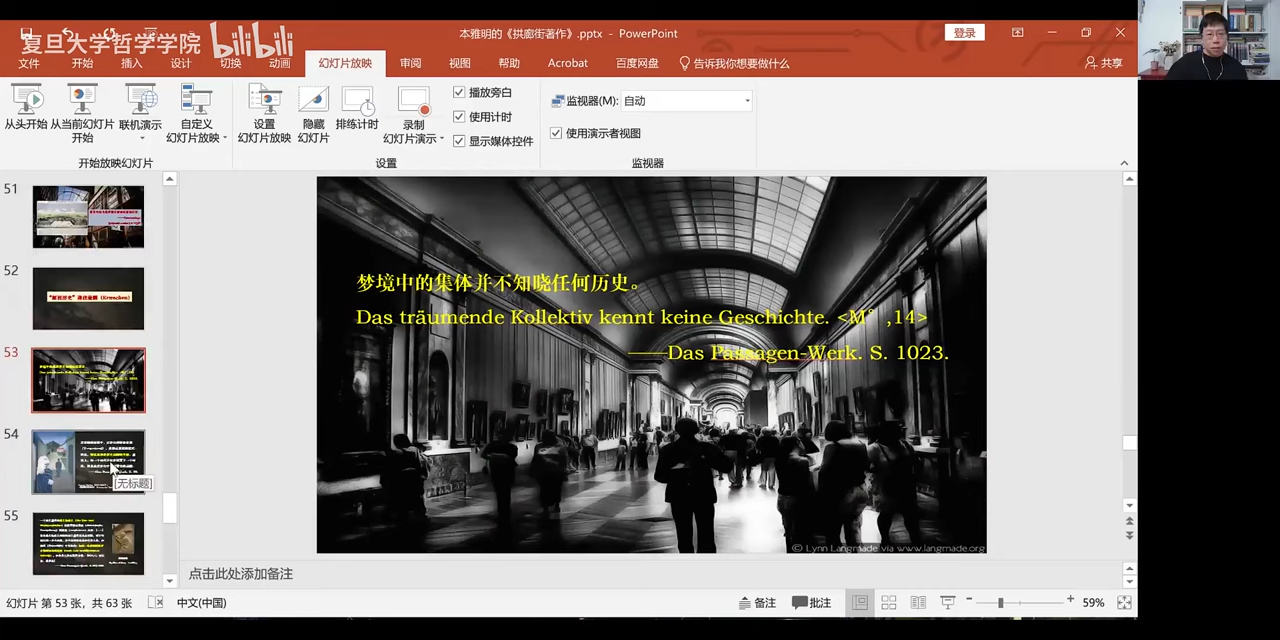 复旦大学哲学学院 bilibili
本雅明的《拱廊街著作》.pptx - PowerPoint
登录
文件 开始 插入 设计 切换 动画 幻灯片放映 审阅 视图 帮助 Acrobat 百度网盘 告诉我你想要做什么 共享
从头开始 从当前幻灯片开始 联机演示 自定义幻灯片放映 设置幻灯片放映 隐藏幻灯片 排练计时 录制幻灯片演示
播放旁白
使用计时
显示媒体控件
监视器(M): 自动
使用演示者视图
开始放映幻灯片 设置 监视器
51
52
53
54
[无标题]
55
梦境中的集体并不知晓任何历史。
Das träumende Kollektiv kennt keine Geschichte. <M°,14>
——Das Passagen-Werk. S. 1023.
© Lynn Langmade via www.langmade.org
点击此处添加备注
幻灯片 第 53 张，共 63 张 中文(中国) 备注 批注 59%